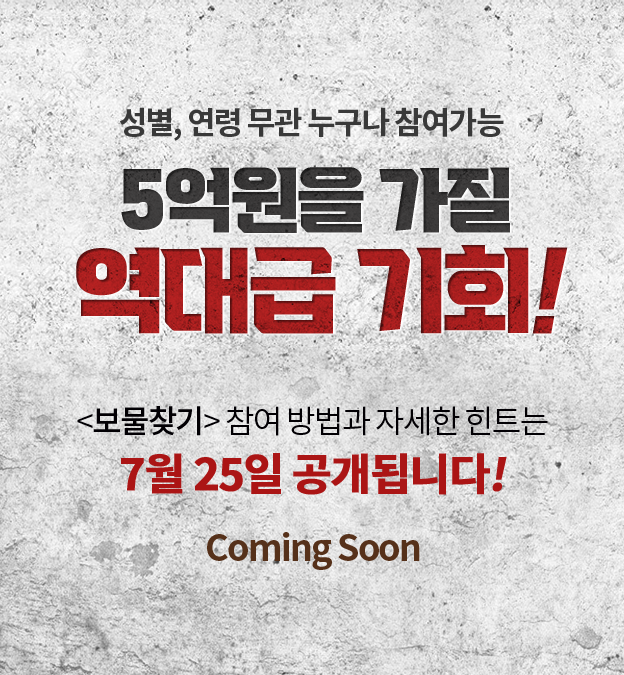 성별, 연령 무관 누구나 참여가능
5억원을 가질
역대급 기회!
<보물찾기> 참여 방법과 자세한 힌트는
7월 25일 공개됩니다!
Coming Soon